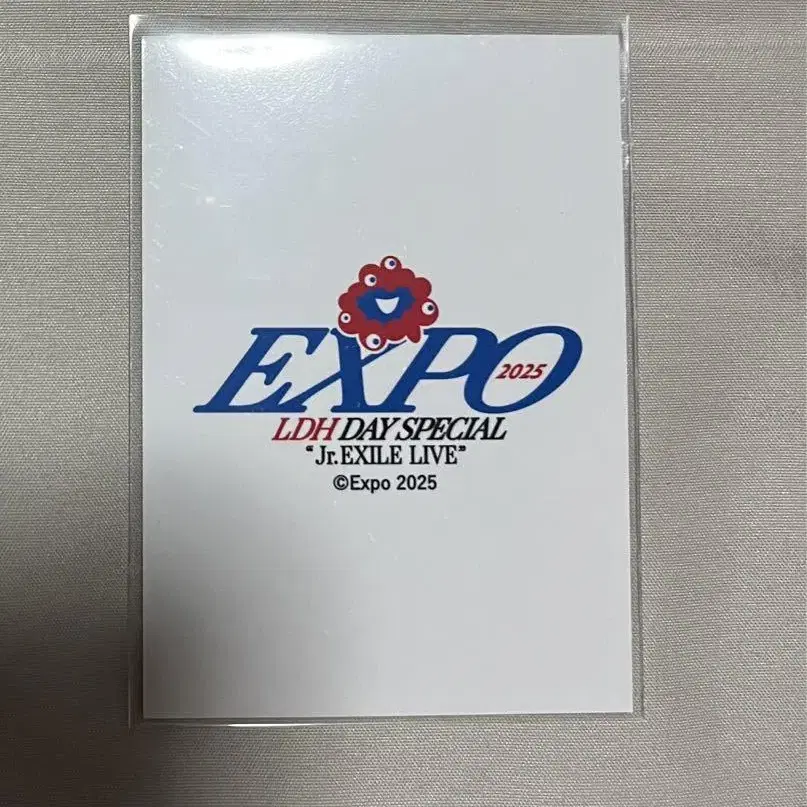 EXPO 2025
LDH DAY SPECIAL
“Jr.EXILE LIVE”
©Expo 2025